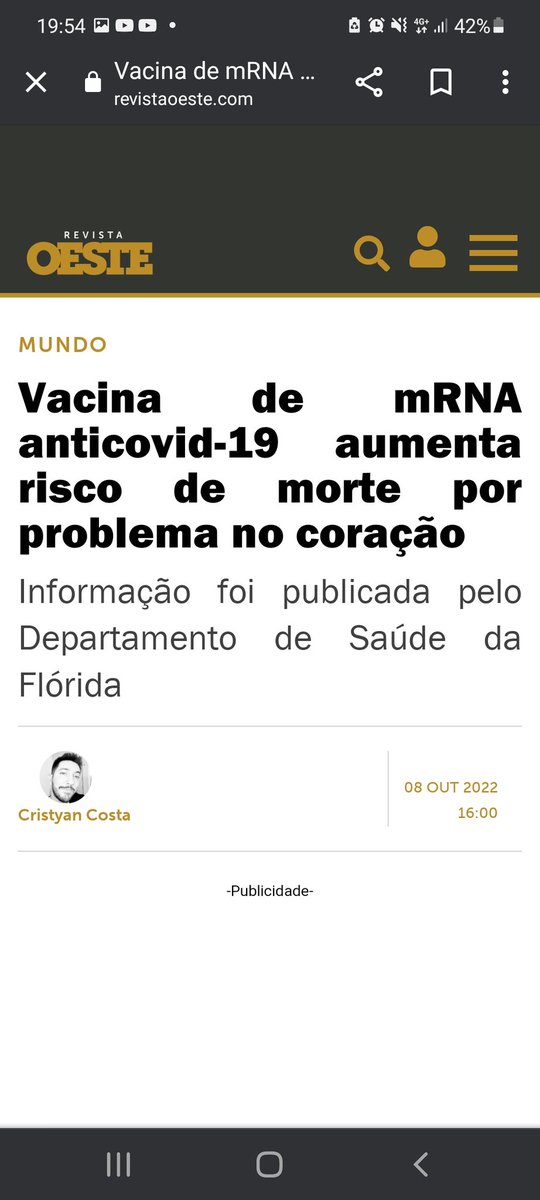 19:54 4G+ 42%
Vacina de mRNA ...
revistaoeste.com
REVISTA
OESTE
MUNDO
Vacina de mRNA
anticovid-19 aumenta
risco de morte por
problema no coração
Informação foi publicada pelo
Departamento de Saúde da
Flórida
Cristyan Costa
08 OUT 2022
16:00
-Publicidade-